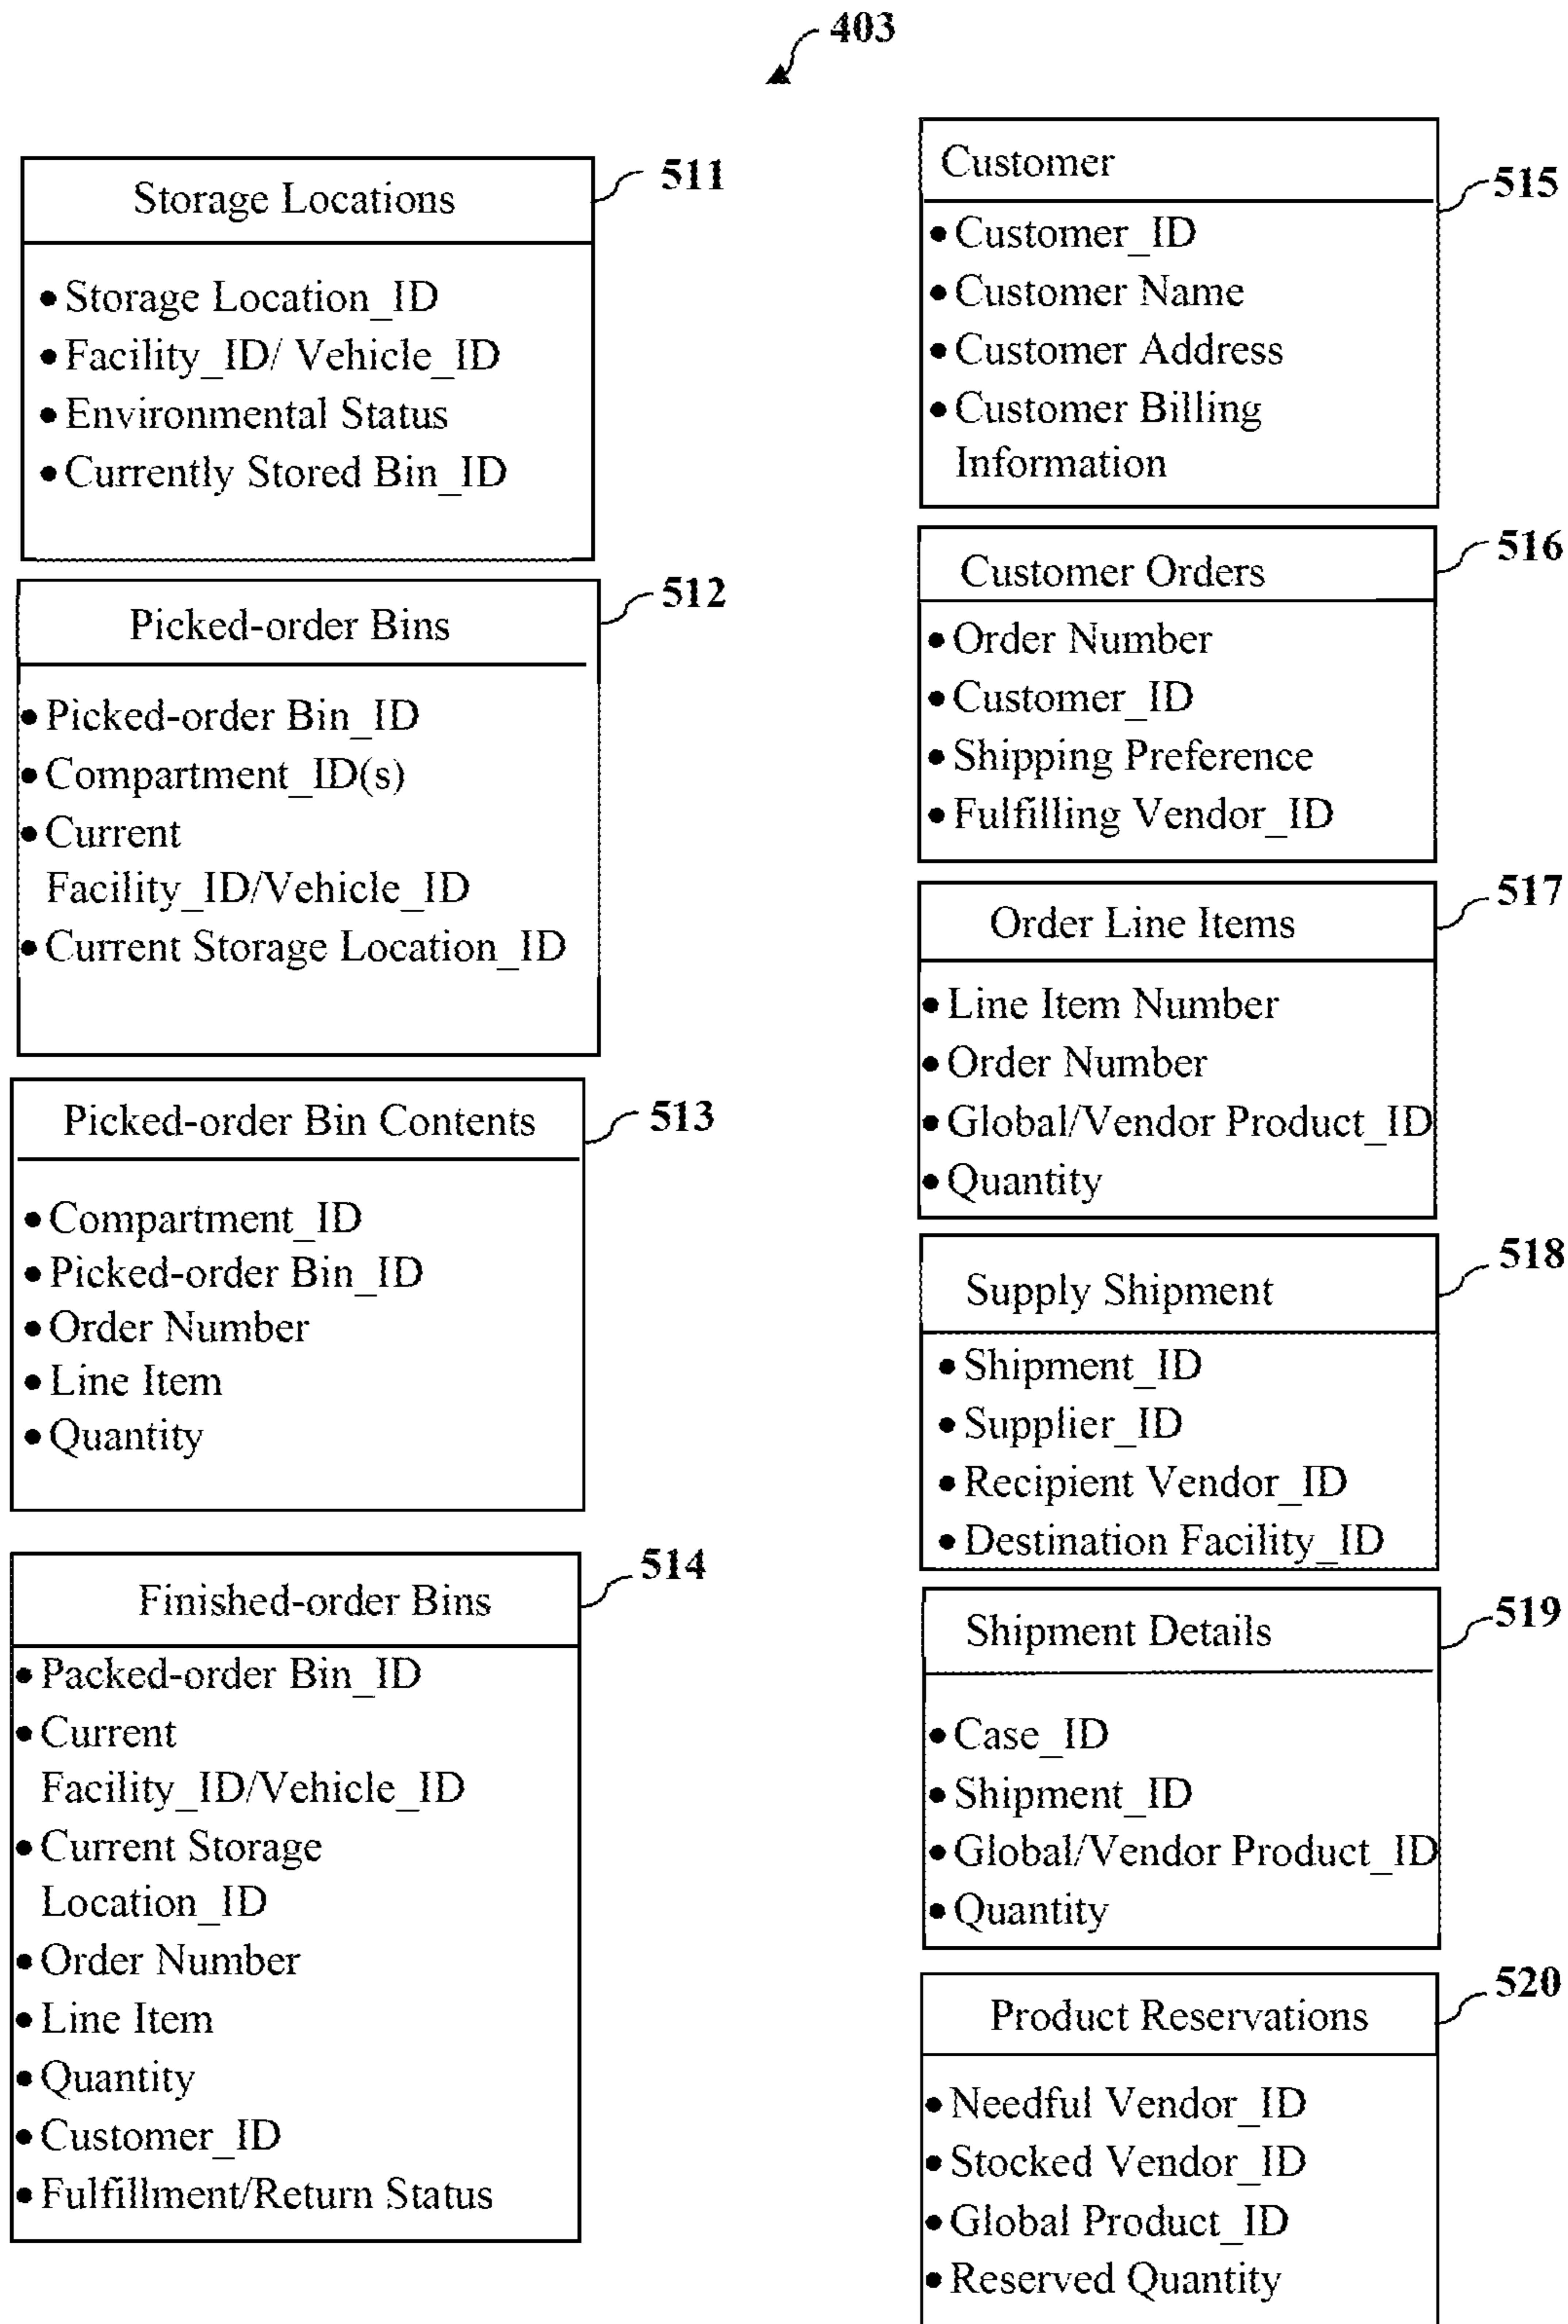 403
Storage Locations
511
• Storage Location_ID
• Facility_ID/ Vehicle_ID
• Environmental Status
• Currently Stored Bin_ID
Picked-order Bins
512
• Picked-order Bin_ID
• Compartment_ID(s)
• Current
Facility_ID/Vehicle_ID
• Current Storage Location_ID
Picked-order Bin Contents
513
• Compartment_ID
• Picked-order Bin_ID
• Order Number
• Line Item
• Quantity
Finished-order Bins
514
• Packed-order Bin_ID
• Current
Facility_ID/Vehicle_ID
• Current Storage
Location_ID
• Order Number
• Line Item
• Quantity
• Customer_ID
• Fulfillment/Return Status
Customer
515
• Customer_ID
• Customer Name
• Customer Address
• Customer Billing
Information
Customer Orders
516
• Order Number
• Customer_ID
• Shipping Preference
• Fulfilling Vendor_ID
Order Line Items
517
• Line Item Number
• Order Number
• Global/Vendor Product_ID
• Quantity
Supply Shipment
518
• Shipment_ID
• Supplier_ID
• Recipient Vendor_ID
• Destination Facility_ID
Shipment Details
519
• Case_ID
• Shipment_ID
• Global/Vendor Product_ID
• Quantity
Product Reservations
520
• Needful Vendor_ID
• Stocked Vendor_ID
• Global Product_ID
• Reserved Quantity